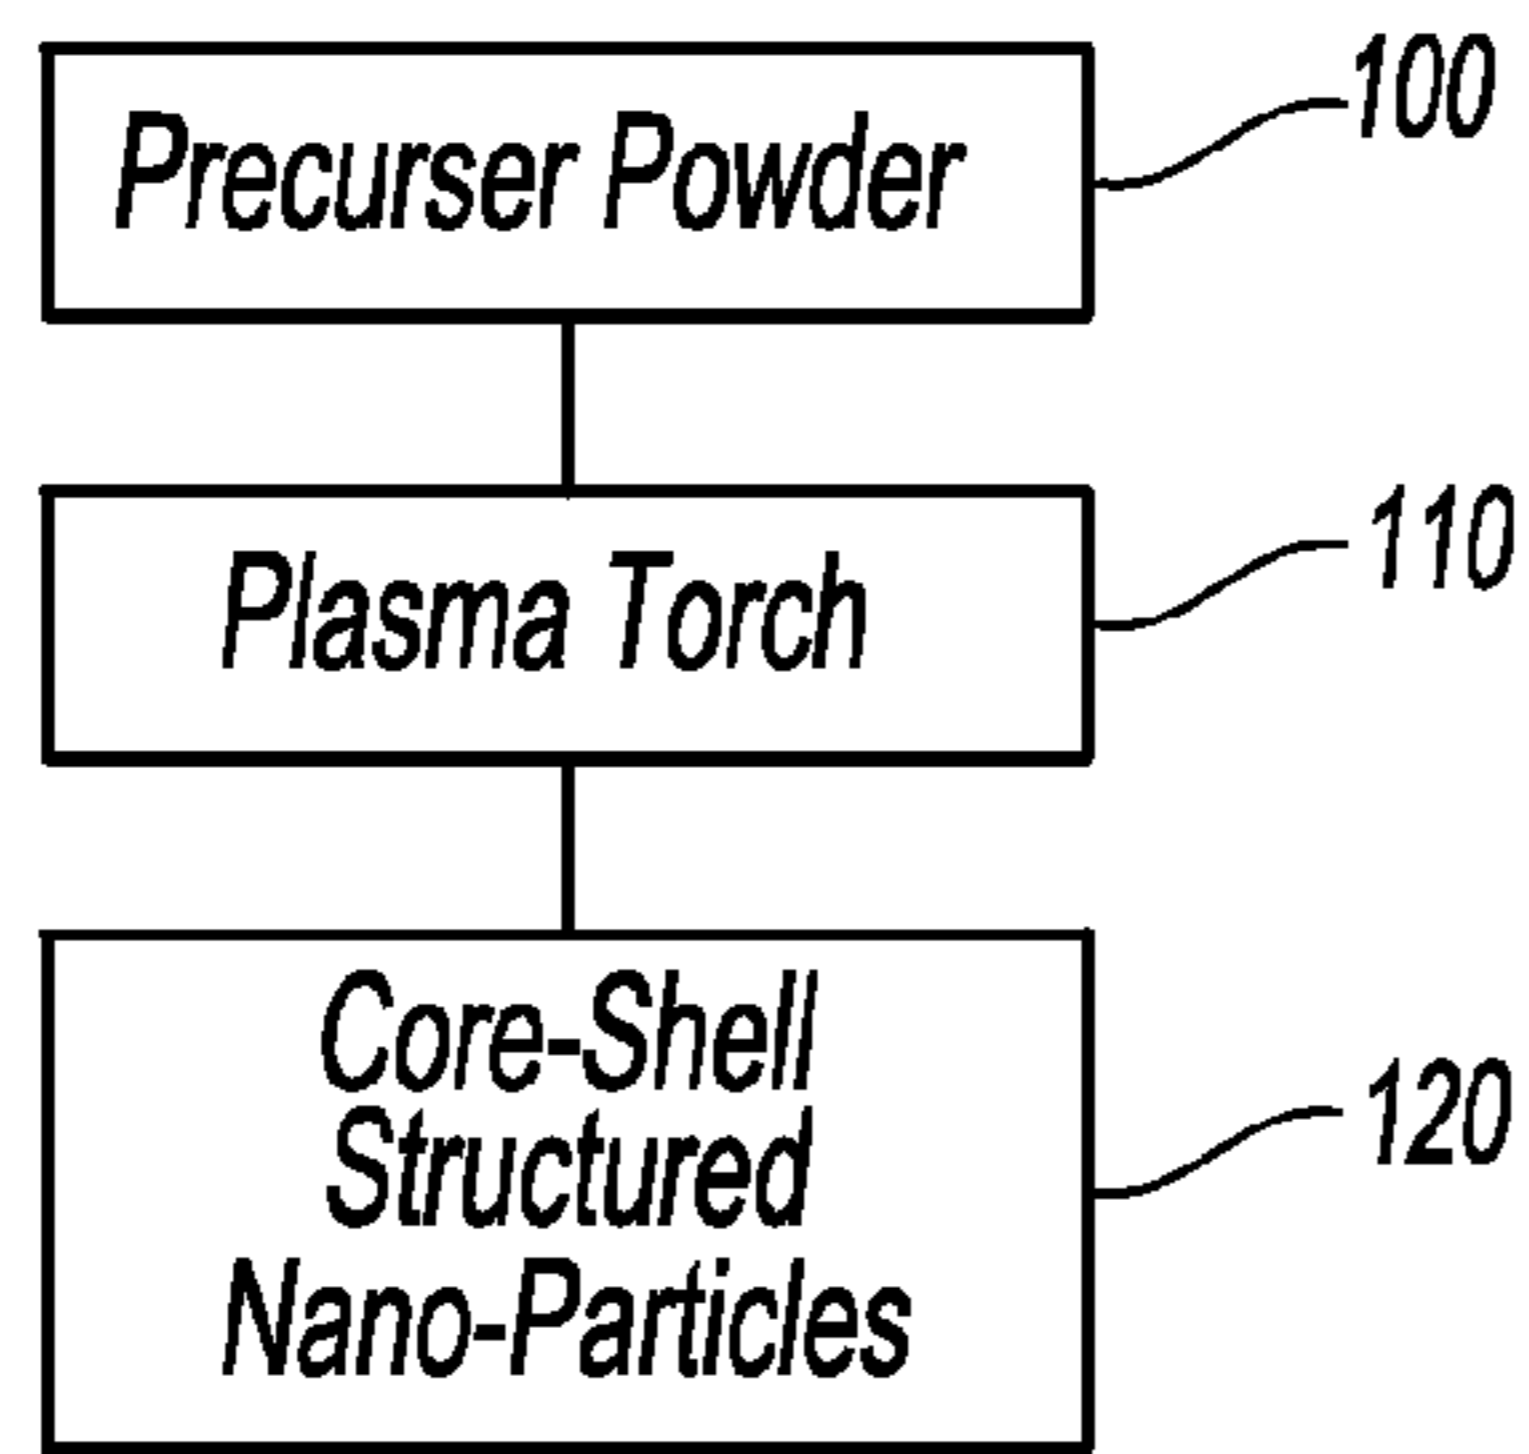 Precurser Powder
100
Plasma Torch
110
Core-Shell
Structured
Nano-Particles
120